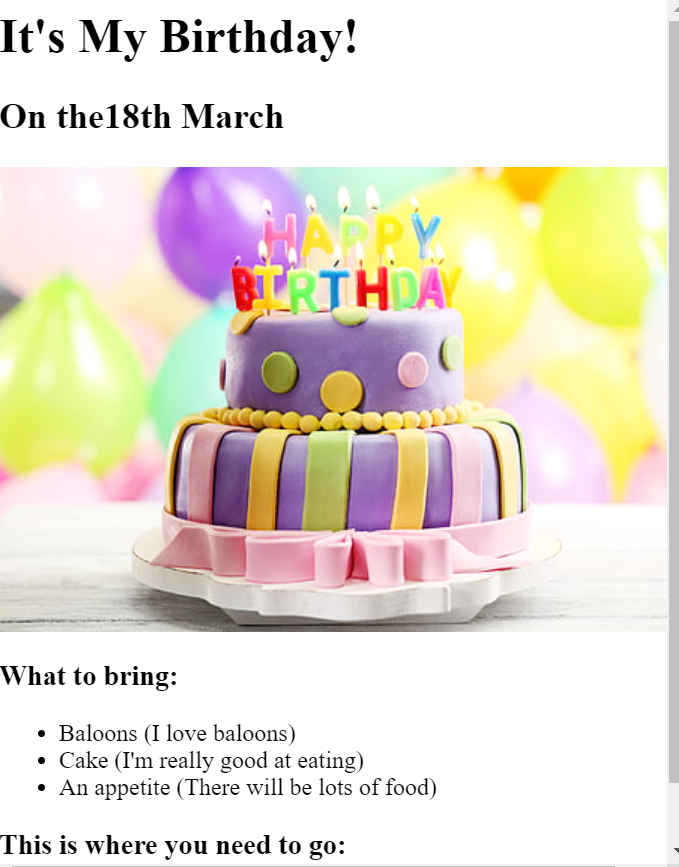 It's My Birthday!
On the18th March
HAPPY
BIRTHDAY
What to bring:
Baloons (I love baloons)
Cake (I'm really good at eating)
An appetite (There will be lots of food)
This is where you need to go: